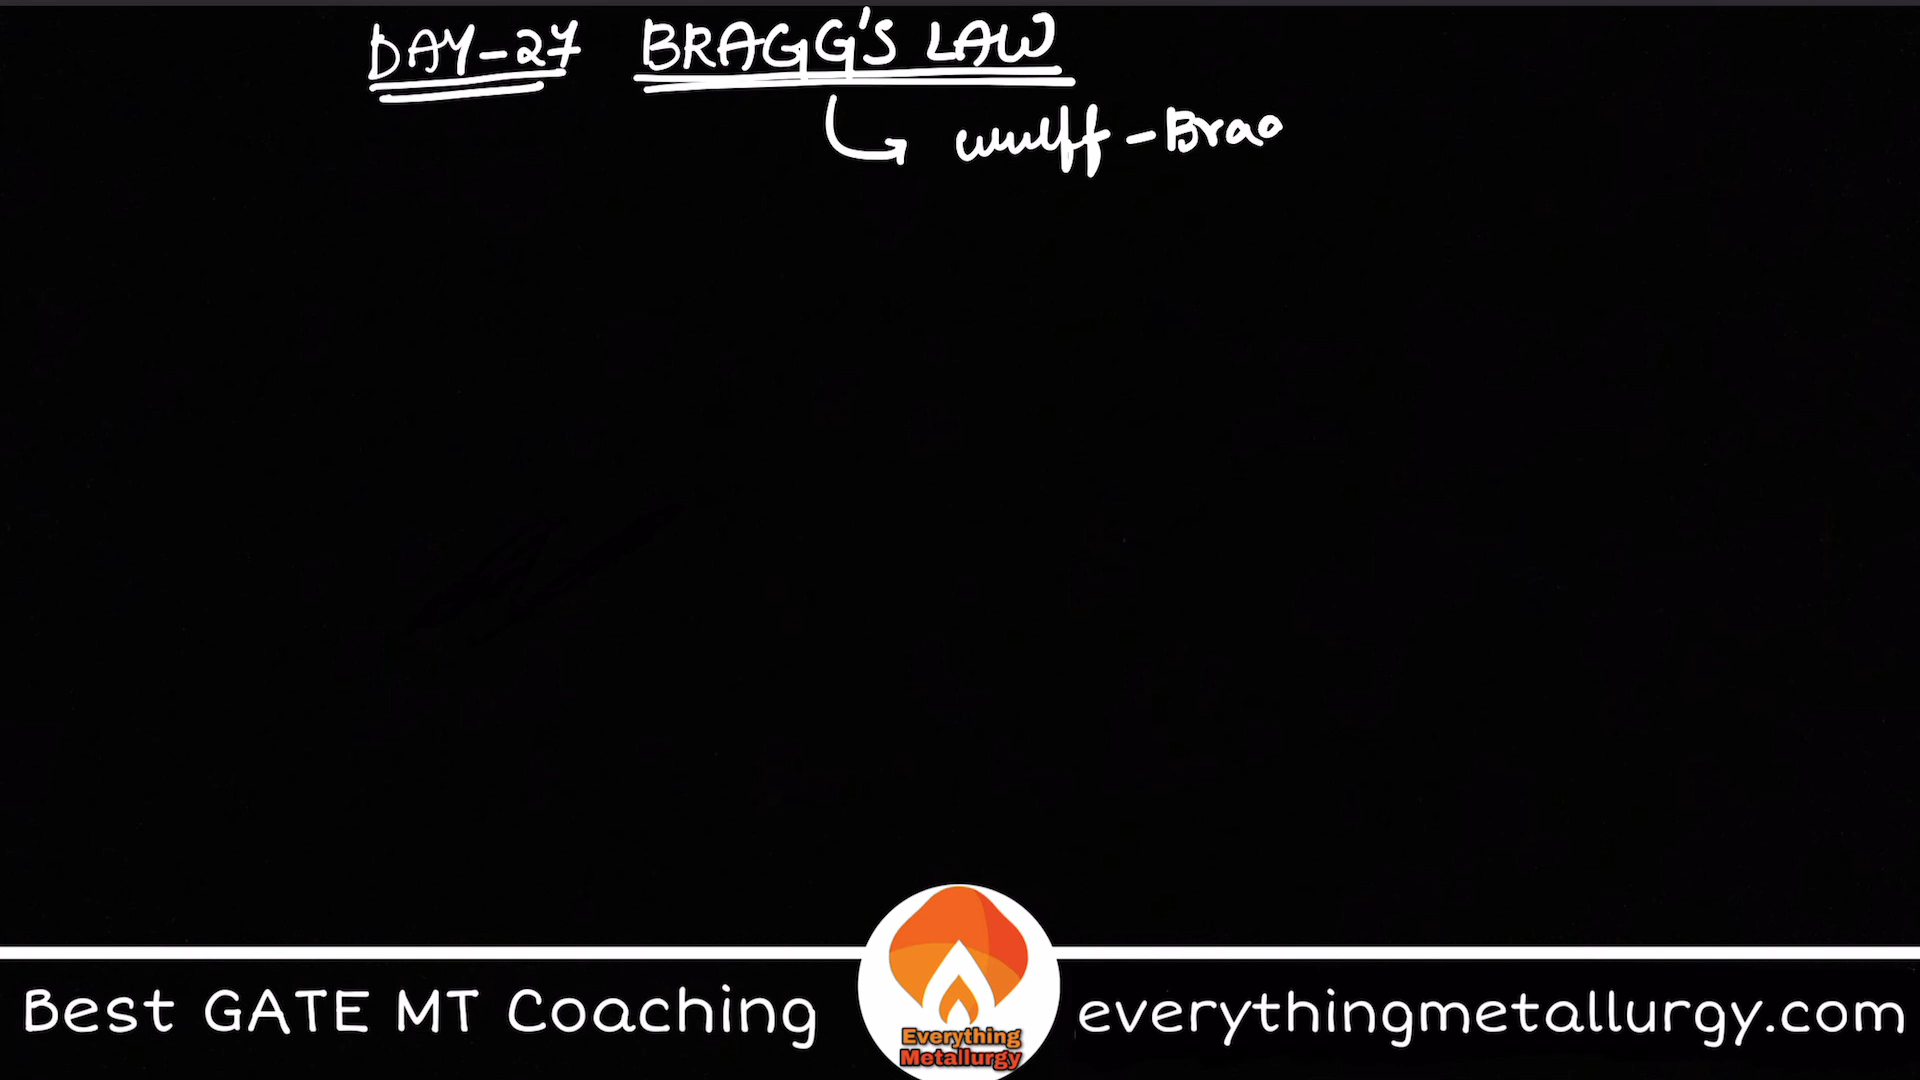 DAY-27 BRAGG'S LAW
wulff-Brao
Best GATE MT Coaching
Everything
Metallurgy
everythingmetallurgy.com